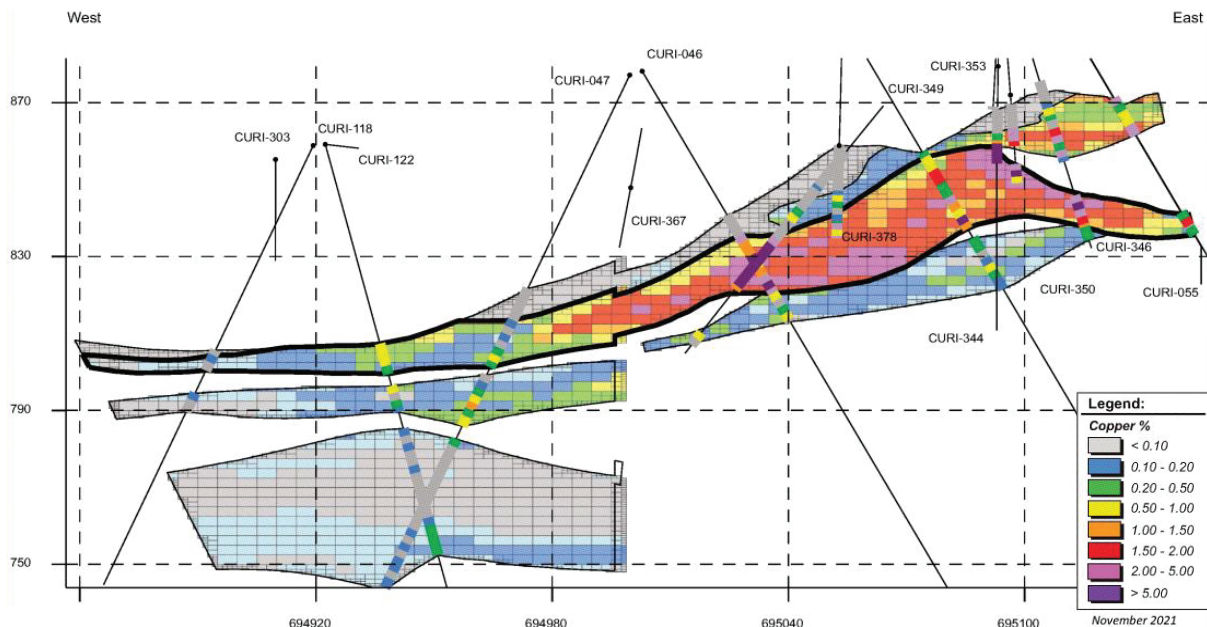 West
East
CURI-046
CURI-047
CURI-353
CURI-349
870
CURI-303
CURI-118
CURI-122
CURI-367
830
CURI-378
CURI-346
CURI-350
CURI-055
CURI-344
790
750
694920
694980
695040
695100
Legend:
Copper %
< 0.10
0.10 - 0.20
0.20 - 0.50
0.50 - 1.00
1.00 - 1.50
1.50 - 2.00
2.00 - 5.00
> 5.00
November 2021